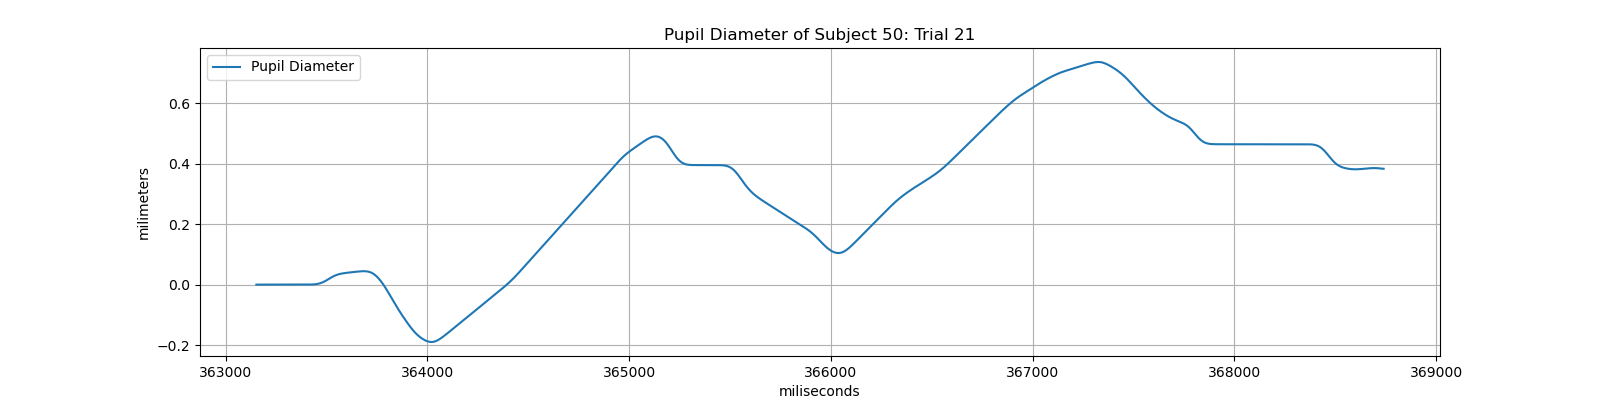 Pupil Diameter of Subject 50: Trial 21
Pupil Diameter
milimeters
0.6
0.4
0.2
0.0
−0.2
363000 364000 365000 366000 367000 368000 369000
miliseconds